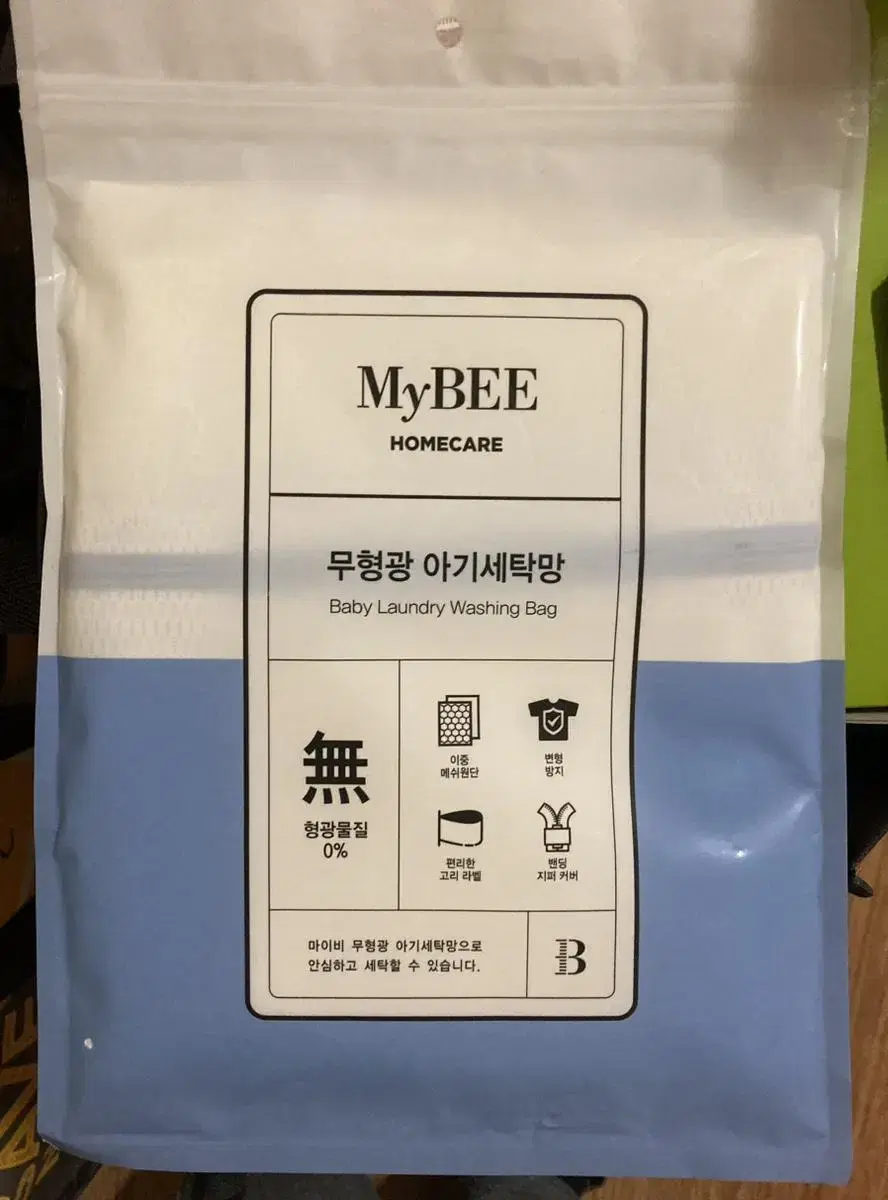 MyBEE
HOMECARE
무형광 아기세탁망
Baby Laundry Washing Bag
無
형광물질
0%
이중
메쉬원단
변형
방지
편리한
고리 라벨
밴딩
지퍼 커버
마이비 무형광 아기세탁망으로
안심하고 세탁할 수 있습니다.
B